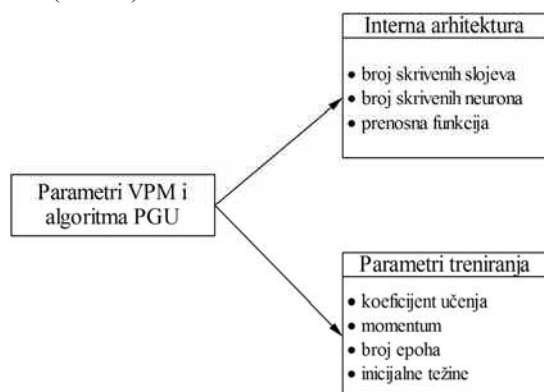 Interna arhitektura
• broj skrivenih slojeva
• broj skrivenih neurona
• prenosna funkcija
Parametri VPM i
algoritma PGU
Parametri treniranja
• koeficijent učenja
• momentum
• broj epoha
• inicijalne težine